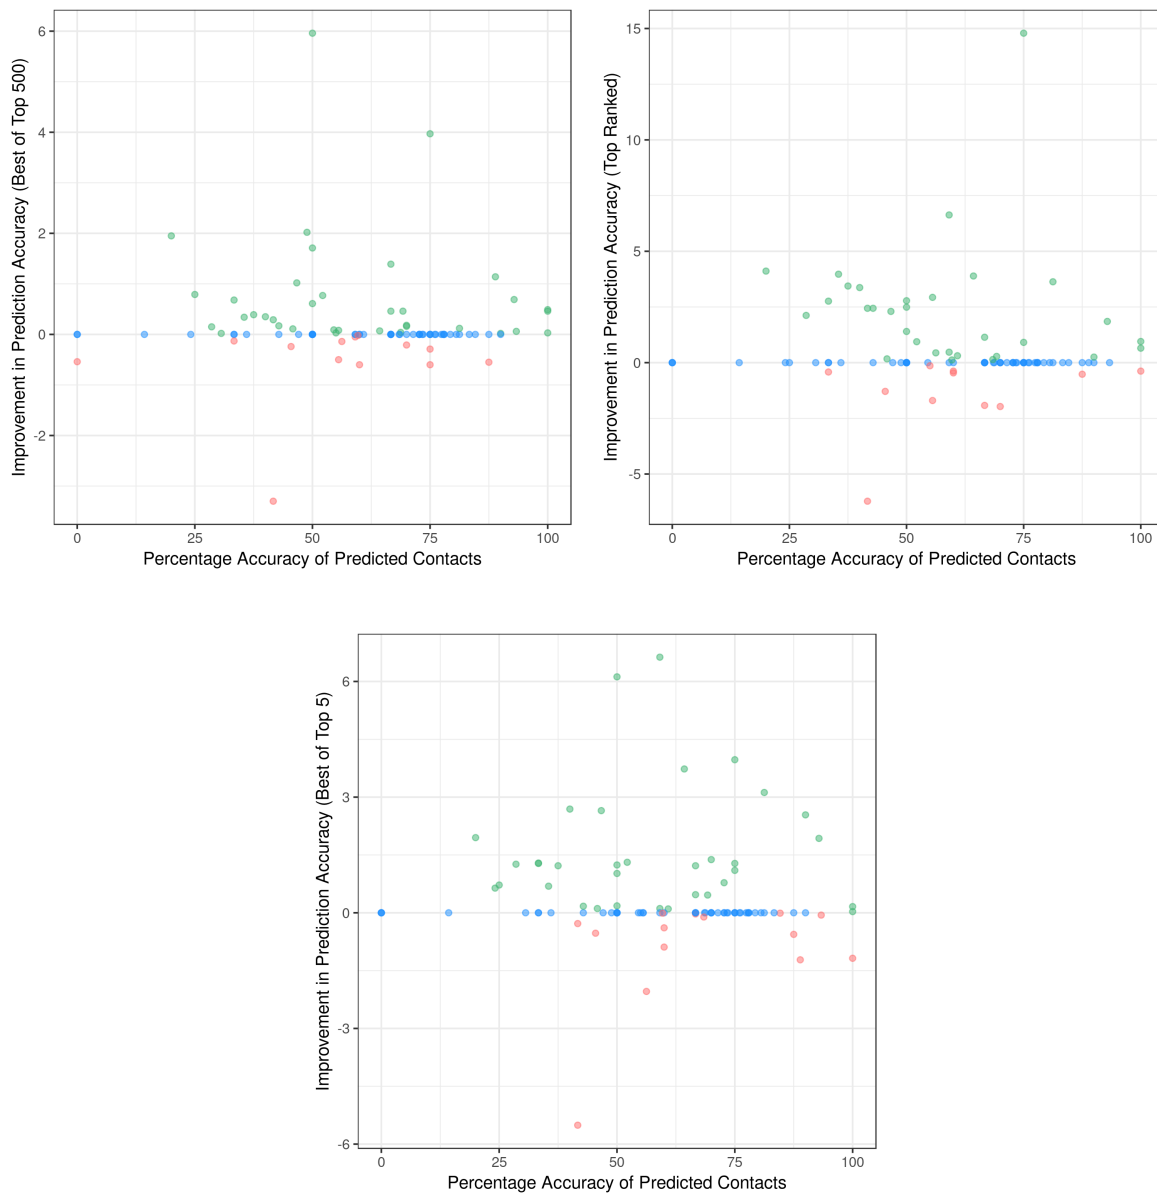 Improvement in Prediction Accuracy (Best of Top 500)
6
4
2
0
-2
0 25 50 75 100
Percentage Accuracy of Predicted Contacts
Improvement in Prediction Accuracy (Top Ranked)
15
10
5
0
-5
0 25 50 75 100
Percentage Accuracy of Predicted Contacts
Improvement in Prediction Accuracy (Best of Top 5)
6
3
0
-3
-6
0 25 50 75 100
Percentage Accuracy of Predicted Contacts